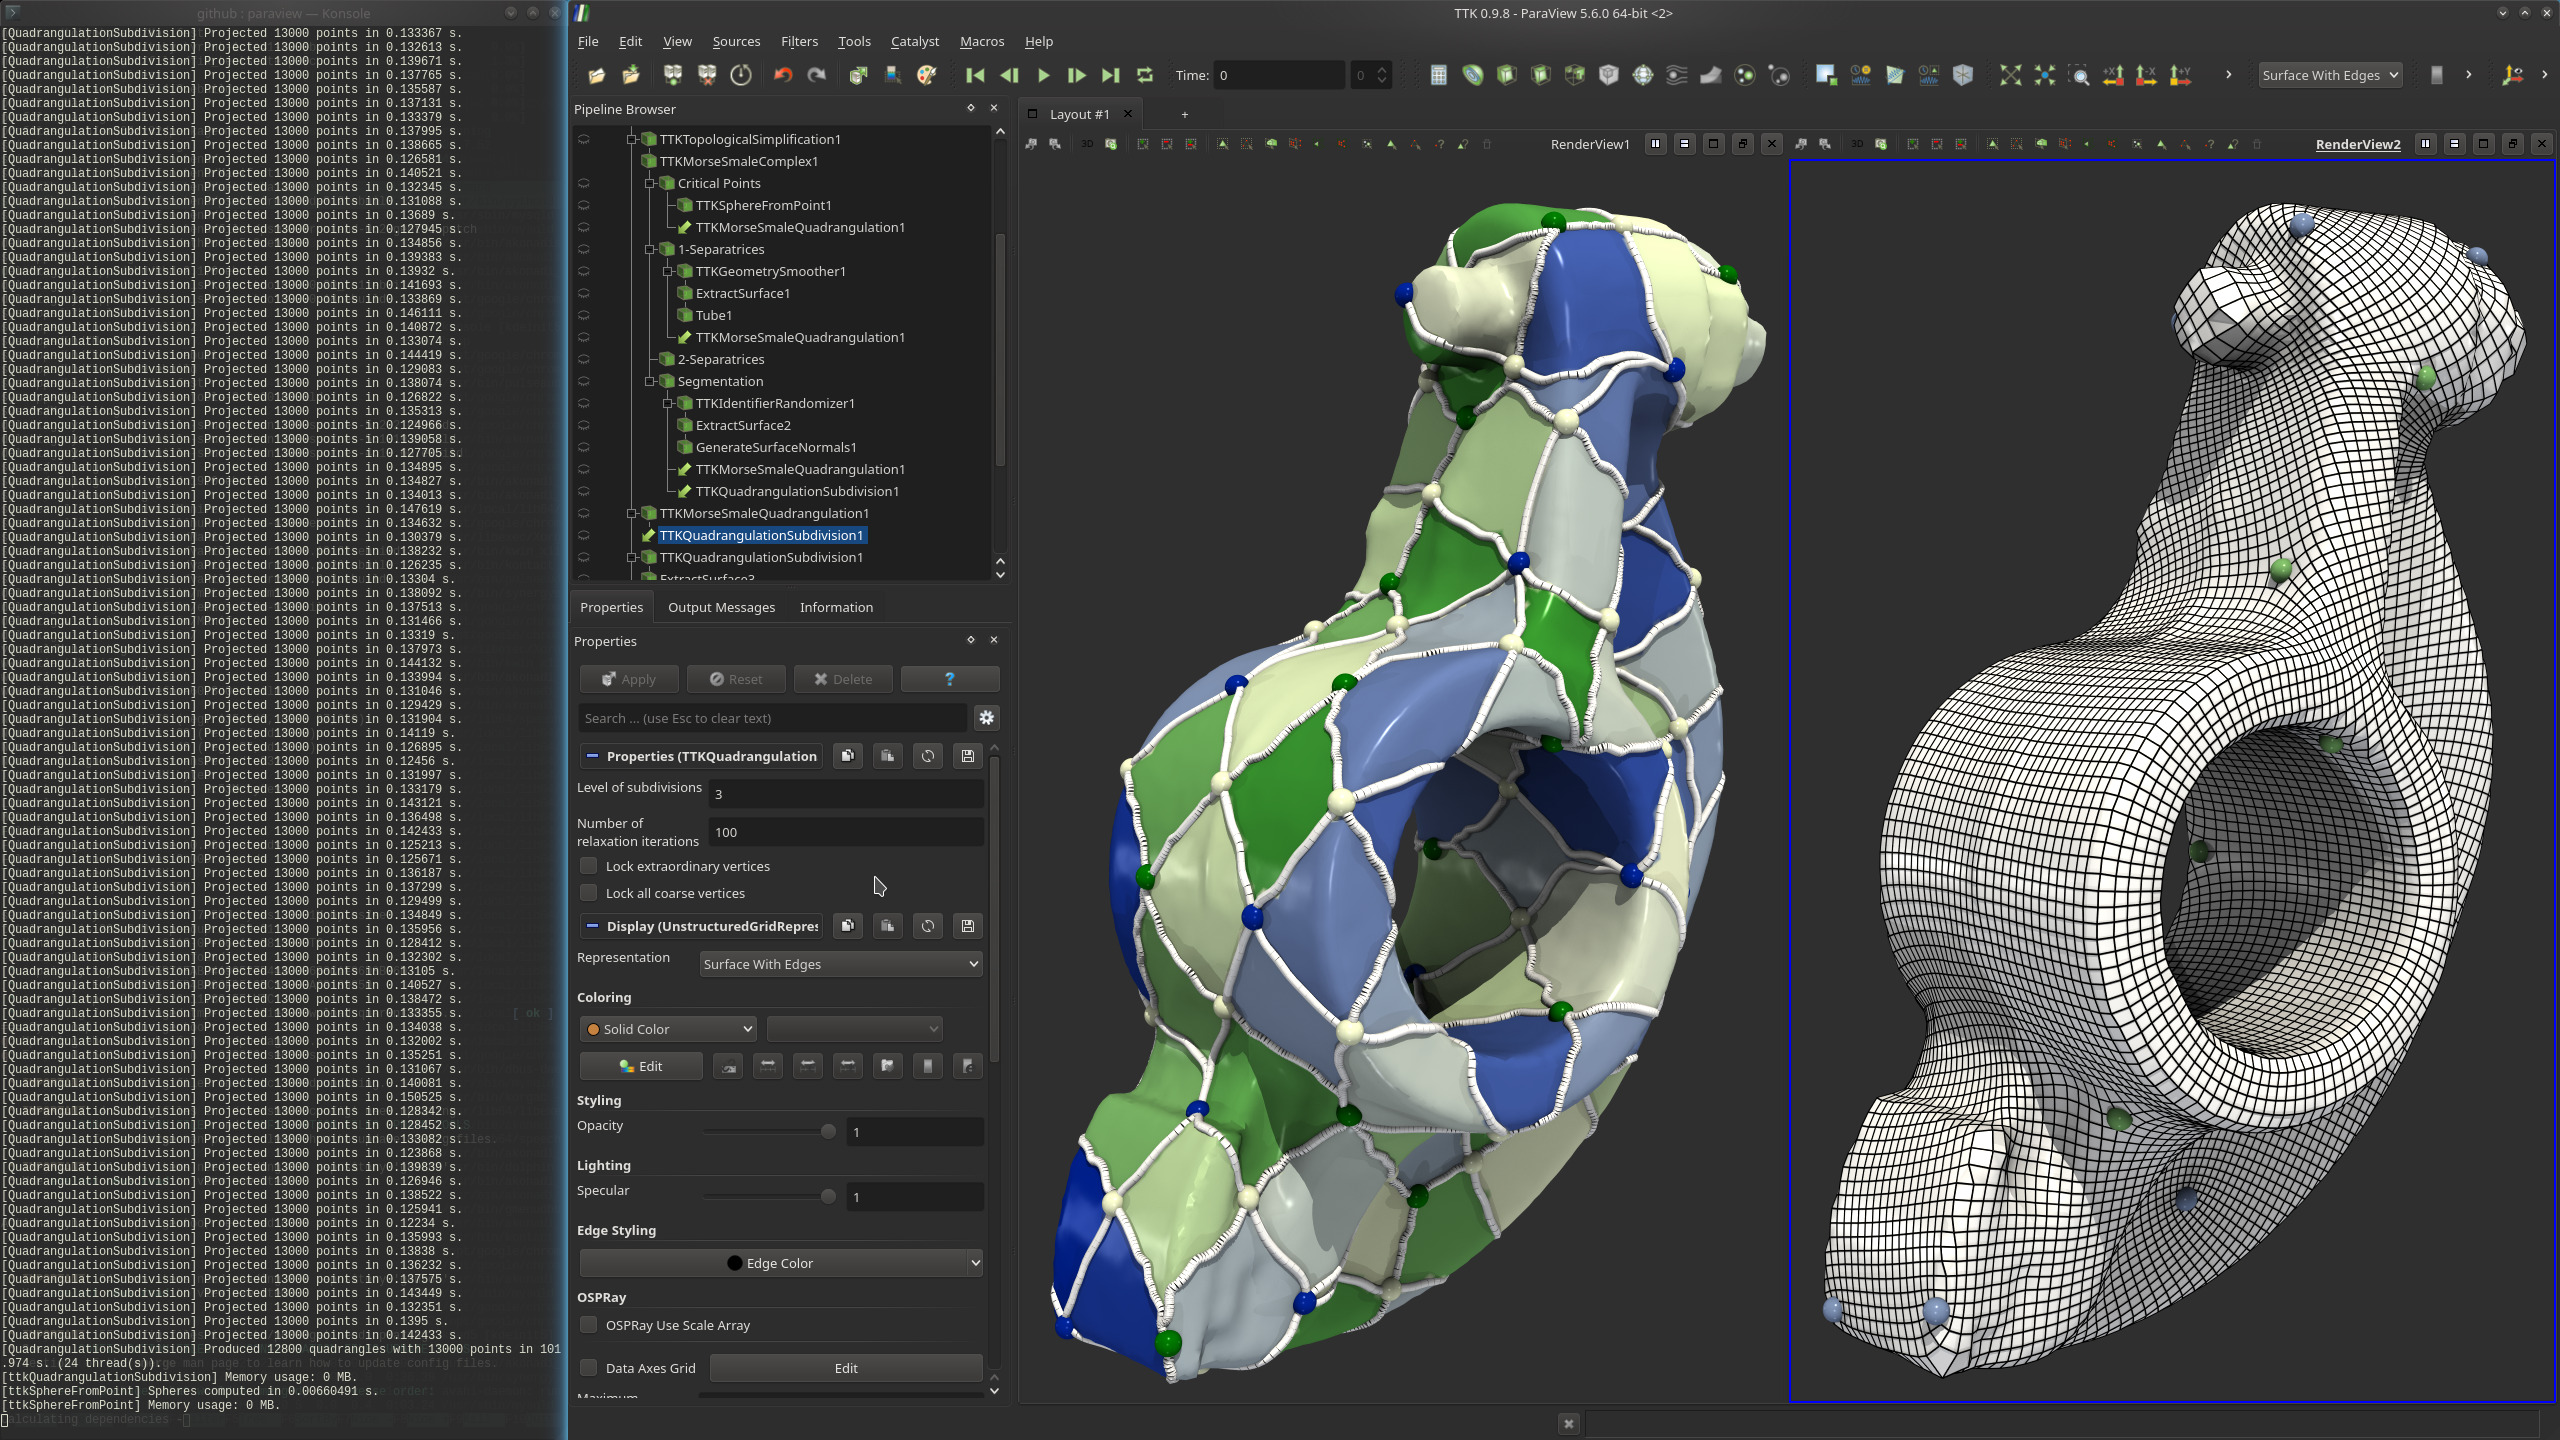 github : paraview — Konsole
[QuadrangulationSubdivision] Projected 13000 points in 0.133367 s.
[QuadrangulationSubdivision] Projected 13000 points in 0.132613 s.
[QuadrangulationSubdivision] Projected 13000 points in 0.139671 s.
[QuadrangulationSubdivision] Projected 13000 points in 0.137765 s.
[QuadrangulationSubdivision] Projected 13000 points in 0.135587 s.
[QuadrangulationSubdivision] Projected 13000 points in 0.137131 s.
[QuadrangulationSubdivision] Projected 13000 points in 0.133379 s.
[QuadrangulationSubdivision] Projected 13000 points in 0.137995 s.
[QuadrangulationSubdivision] Projected 13000 points in 0.138665 s.
[QuadrangulationSubdivision] Projected 13000 points in 0.126581 s.
[QuadrangulationSubdivision] Projected 13000 points in 0.140521 s.
[QuadrangulationSubdivision] Projected 13000 points in 0.132345 s.
[QuadrangulationSubdivision] Projected 13000 points in 0.131088 s.
[QuadrangulationSubdivision] Projected 13000 points in 0.13689 s.
[QuadrangulationSubdivision] Projected 13000 points in 0.127945 s.
[QuadrangulationSubdivision] Projected 13000 points in 0.134856 s.
[QuadrangulationSubdivision] Projected 13000 points in 0.139383 s.
[QuadrangulationSubdivision] Projected 13000 points in 0.13932 s.
[QuadrangulationSubdivision] Projected 13000 points in 0.141693 s.
[QuadrangulationSubdivision] Projected 13000 points in 0.133869 s.
[QuadrangulationSubdivision] Projected 13000 points in 0.146111 s.
[QuadrangulationSubdivision] Projected 13000 points in 0.140872 s.
[QuadrangulationSubdivision] Projected 13000 points in 0.133074 s.
[QuadrangulationSubdivision] Projected 13000 points in 0.144419 s.
[QuadrangulationSubdivision] Projected 13000 points in 0.129083 s.
[QuadrangulationSubdivision] Projected 13000 points in 0.138074 s.
[QuadrangulationSubdivision] Projected 13000 points in 0.126822 s.
[QuadrangulationSubdivision] Projected 13000 points in 0.135313 s.
[QuadrangulationSubdivision] Projected 13000 points in 0.124966 s.
[QuadrangulationSubdivision] Projected 13000 points in 0.139058 s.
[QuadrangulationSubdivision] Projected 13000 points in 0.127705 s.
[QuadrangulationSubdivision] Projected 13000 points in 0.134895 s.
[QuadrangulationSubdivision] Projected 13000 points in 0.134827 s.
[QuadrangulationSubdivision] Projected 13000 points in 0.134013 s.
[QuadrangulationSubdivision] Projected 13000 points in 0.147619 s.
[QuadrangulationSubdivision] Projected 13000 points in 0.134632 s.
[QuadrangulationSubdivision] Projected 13000 points in 0.130379 s.
[QuadrangulationSubdivision] Projected 13000 points in 0.138232 s.
[QuadrangulationSubdivision] Projected 13000 points in 0.126235 s.
[QuadrangulationSubdivision] Projected 13000 points in 0.13304 s.
[QuadrangulationSubdivision] Projected 13000 points in 0.138092 s.
[QuadrangulationSubdivision] Projected 13000 points in 0.137513 s.
[QuadrangulationSubdivision] Projected 13000 points in 0.131466 s.
[QuadrangulationSubdivision] Projected 13000 points in 0.13319 s.
[QuadrangulationSubdivision] Projected 13000 points in 0.137973 s.
[QuadrangulationSubdivision] Projected 13000 points in 0.144132 s.
[QuadrangulationSubdivision] Projected 13000 points in 0.133994 s.
[QuadrangulationSubdivision] Projected 13000 points in 0.131046 s.
[QuadrangulationSubdivision] Projected 13000 points in 0.129429 s.
[QuadrangulationSubdivision] Projected 13000 points in 0.131904 s.
[QuadrangulationSubdivision] Projected 13000 points in 0.14119 s.
[QuadrangulationSubdivision] Projected 13000 points in 0.126895 s.
[QuadrangulationSubdivision] Projected 13000 points in 0.12456 s.
[QuadrangulationSubdivision] Projected 13000 points in 0.131997 s.
[QuadrangulationSubdivision] Projected 13000 points in 0.133179 s.
[QuadrangulationSubdivision] Projected 13000 points in 0.143121 s.
[QuadrangulationSubdivision] Projected 13000 points in 0.136498 s.
[QuadrangulationSubdivision] Projected 13000 points in 0.142433 s.
[QuadrangulationSubdivision] Projected 13000 points in 0.125213 s.
[QuadrangulationSubdivision] Projected 13000 points in 0.125671 s.
[QuadrangulationSubdivision] Projected 13000 points in 0.136187 s.
[QuadrangulationSubdivision] Projected 13000 points in 0.137299 s.
[QuadrangulationSubdivision] Projected 13000 points in 0.129499 s.
[QuadrangulationSubdivision] Projected 13000 points in 0.134849 s.
[QuadrangulationSubdivision] Projected 13000 points in 0.135956 s.
[QuadrangulationSubdivision] Projected 13000 points in 0.128412 s.
[QuadrangulationSubdivision] Projected 13000 points in 0.132302 s.
[QuadrangulationSubdivision] Projected 13000 points in 0.13105 s.
[QuadrangulationSubdivision] Projected 13000 points in 0.140527 s.
[QuadrangulationSubdivision] Projected 13000 points in 0.138472 s.
[QuadrangulationSubdivision] Projected 13000 points in 0.133355 s. [ ok ]
[QuadrangulationSubdivision] Projected 13000 points in 0.134038 s.
[QuadrangulationSubdivision] Projected 13000 points in 0.132002 s.
[QuadrangulationSubdivision] Projected 13000 points in 0.135251 s.
[QuadrangulationSubdivision] Projected 13000 points in 0.131067 s.
[QuadrangulationSubdivision] Projected 13000 points in 0.140081 s.
[QuadrangulationSubdivision] Projected 13000 points in 0.150525 s.
[QuadrangulationSubdivision] Projected 13000 points in 0.128342 s.
[QuadrangulationSubdivision] Projected 13000 points in 0.128452 s.
[QuadrangulationSubdivision] Projected 13000 points in 0.133082 s.
[QuadrangulationSubdivision] Projected 13000 points in 0.123868 s.
[QuadrangulationSubdivision] Projected 13000 points in 0.139839 s.
[QuadrangulationSubdivision] Projected 13000 points in 0.126946 s.
[QuadrangulationSubdivision] Projected 13000 points in 0.138522 s.
[QuadrangulationSubdivision] Projected 13000 points in 0.125941 s.
[QuadrangulationSubdivision] Projected 13000 points in 0.12234 s.
[QuadrangulationSubdivision] Projected 13000 points in 0.135993 s.
[QuadrangulationSubdivision] Projected 13000 points in 0.13838 s.
[QuadrangulationSubdivision] Projected 13000 points in 0.136232 s.
[QuadrangulationSubdivision] Projected 13000 points in 0.137575 s.
[QuadrangulationSubdivision] Projected 13000 points in 0.143449 s.
[QuadrangulationSubdivision] Projected 13000 points in 0.132351 s.
[QuadrangulationSubdivision] Projected 13000 points in 0.1395 s.
[QuadrangulationSubdivision] Projected 13000 points in 0.142433 s.
[QuadrangulationSubdivision] Produced 12800 quadrangles with 13000 points in 101
.974 s. (24 thread(s)).
[ttkQuadrangulationSubdivision] Memory usage: 0 MB.
[ttkSphereFromPoint] Spheres computed in 0.00660491 s.
[ttkSphereFromPoint] Memory usage: 0 MB.
TTK 0.9.8 - ParaView 5.6.0 64-bit <2>
File Edit View Sources Filters Tools Catalyst Macros Help
Time: 0 0 Surface With Edges
Pipeline Browser
TTKTopologicalSimplification1
TTKMorseSmaleComplex1
Critical Points
TTKSphereFromPoint1
TTKMorseSmaleQuadrangulation1
1-Separatrices
TTKGeometrySmoother1
ExtractSurface1
Tube1
TTKMorseSmaleQuadrangulation1
2-Separatrices
Segmentation
TTKIdentifierRandomizer1
ExtractSurface2
GenerateSurfaceNormals1
TTKMorseSmaleQuadrangulation1
TTKQuadrangulationSubdivision1
TTKMorseSmaleQuadrangulation1
TTKQuadrangulationSubdivision1
TTKQuadrangulationSubdivision1
ExtractSurface3
Properties Output Messages Information
Properties
Apply Reset Delete ?
Search ... (use Esc to clear text)
Properties (TTKQuadrangulation
Level of subdivisions 3
Number of
relaxation iterations 100
Lock extraordinary vertices
Lock all coarse vertices
Display (UnstructuredGridRepres
Representation Surface With Edges
Coloring
Solid Color
Edit
Styling
Opacity 1
Lighting
Specular 1
Edge Styling
Edge Color
OSPRay
OSPRay Use Scale Array
Data Axes Grid Edit
Maximum
Layout #1 +
3D RenderView1
3D RenderView2